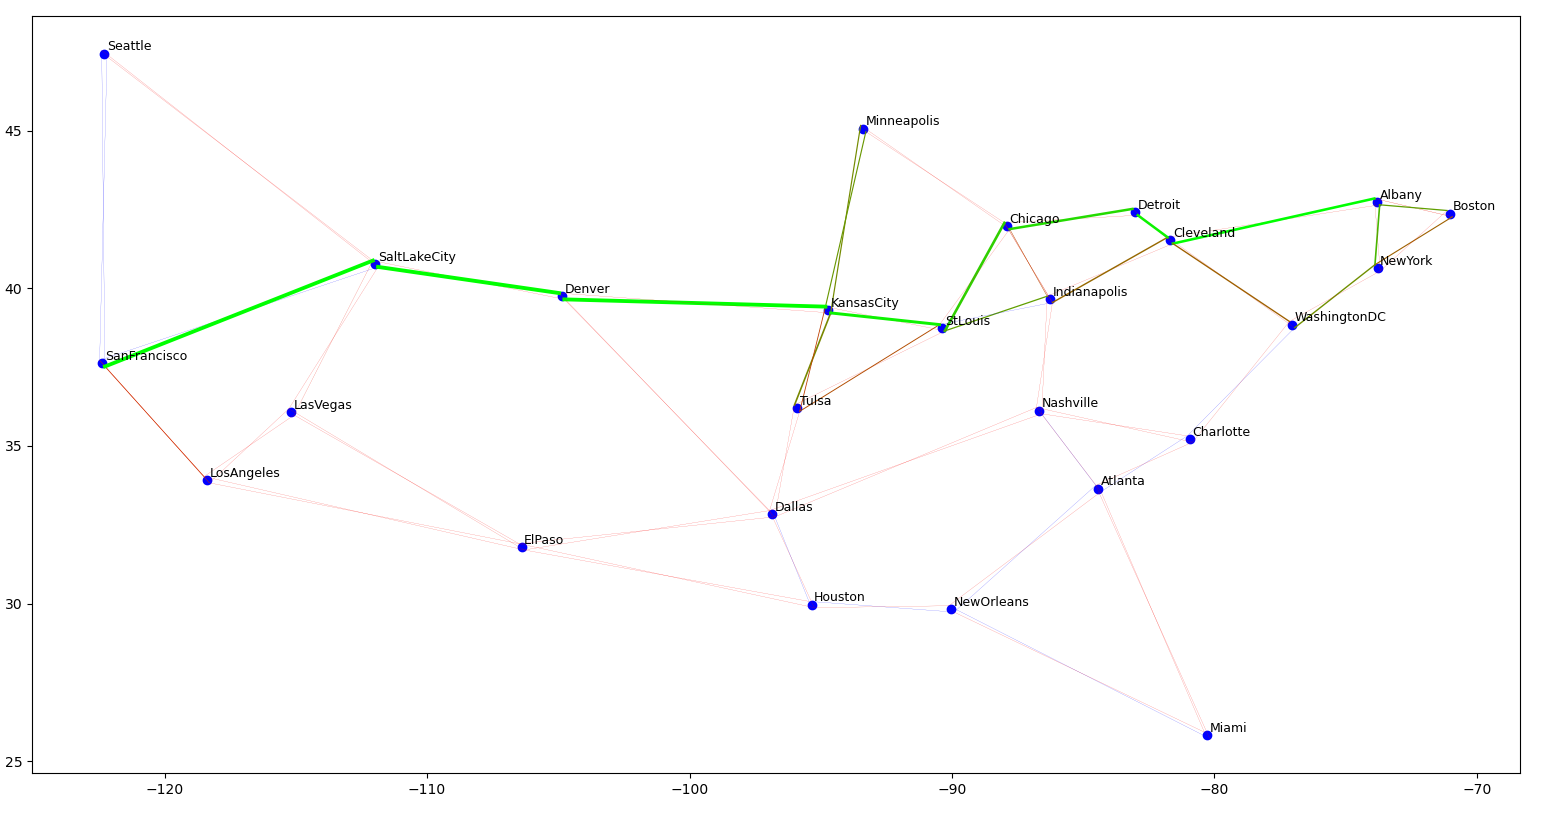 Seattle
45
Minneapolis
Albany
Detroit
Boston
Chicago
Cleveland
SaltLakeCity
NewYork
40
Denver
Indianapolis
KansasCity
WashingtonDC
StLouis
SanFrancisco
Tulsa
LasVegas
Nashville
35
Charlotte
LosAngeles
Atlanta
Dallas
ElPaso
30
Houston
NewOrleans
Miami
25
−120 −110 −100 −90 −80 −70